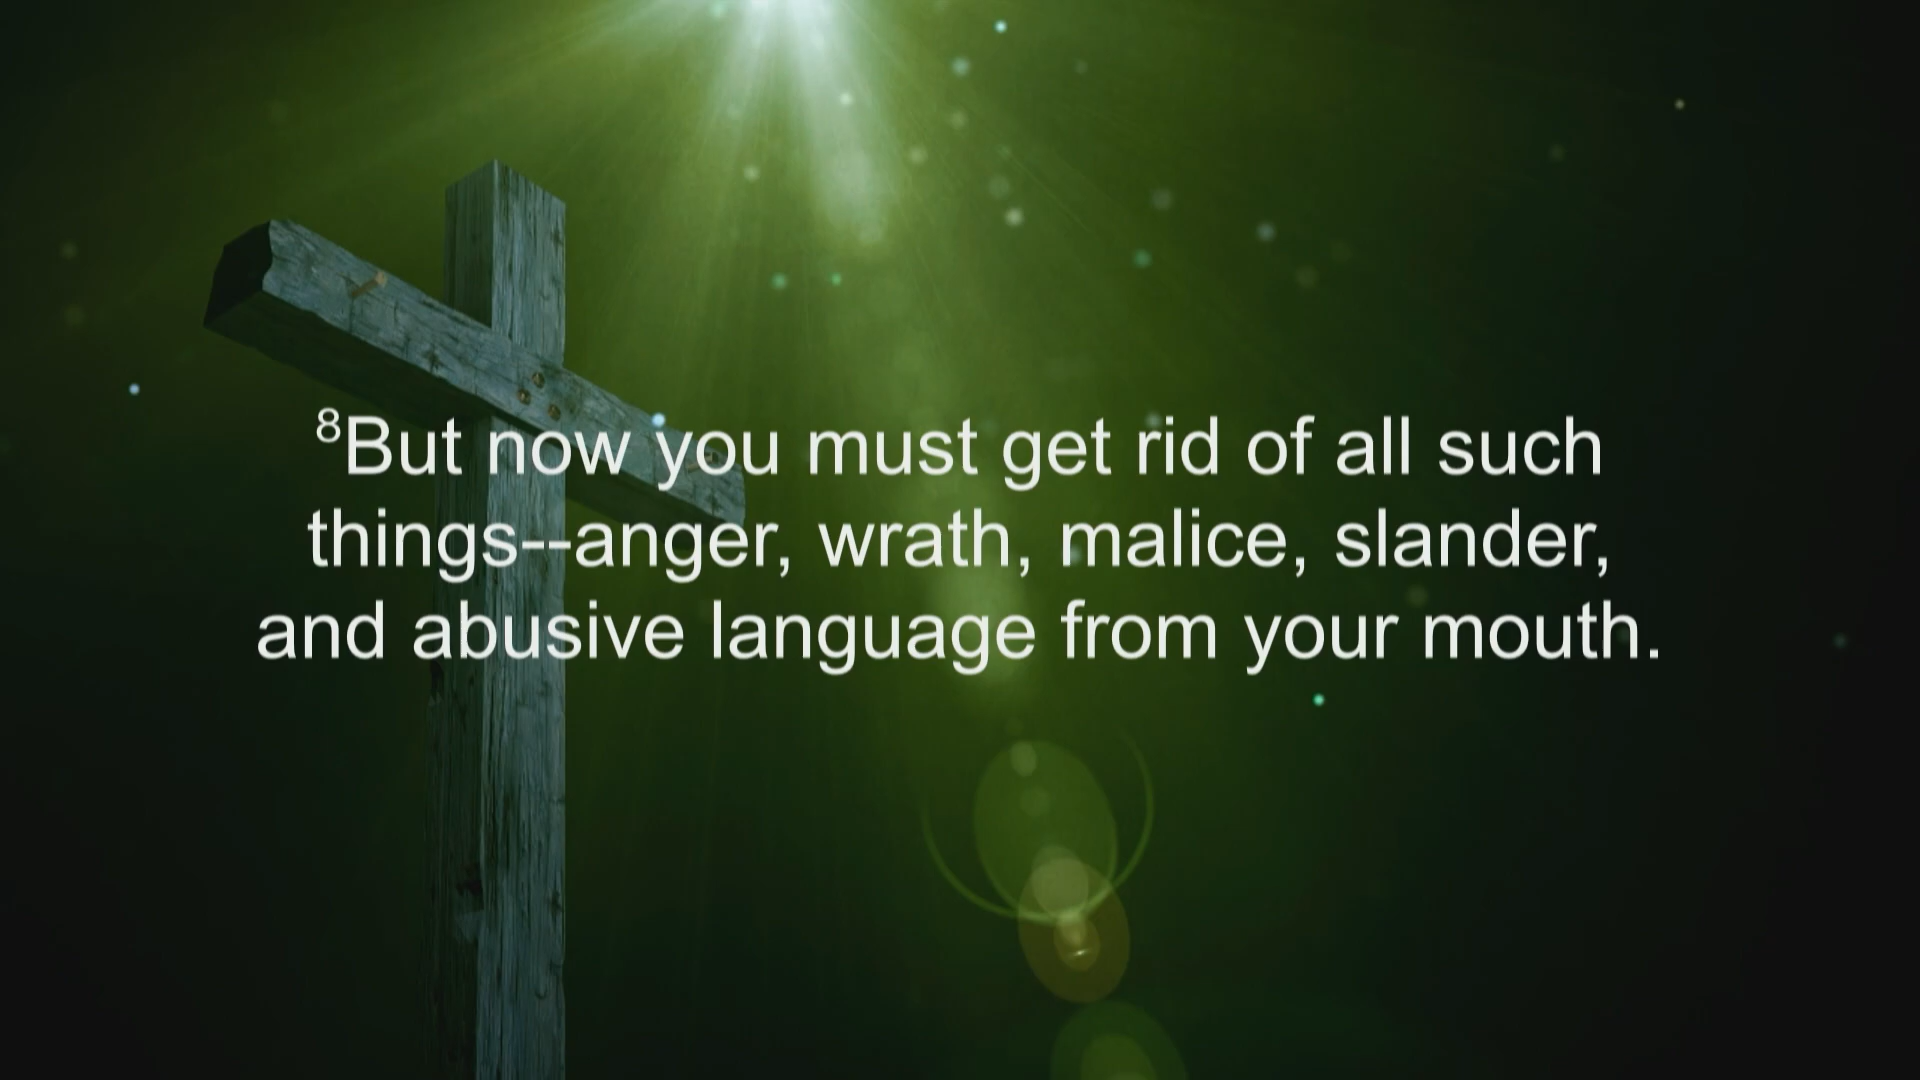 ⁸But now you must get rid of all such
things--anger, wrath, malice, slander,
and abusive language from your mouth.